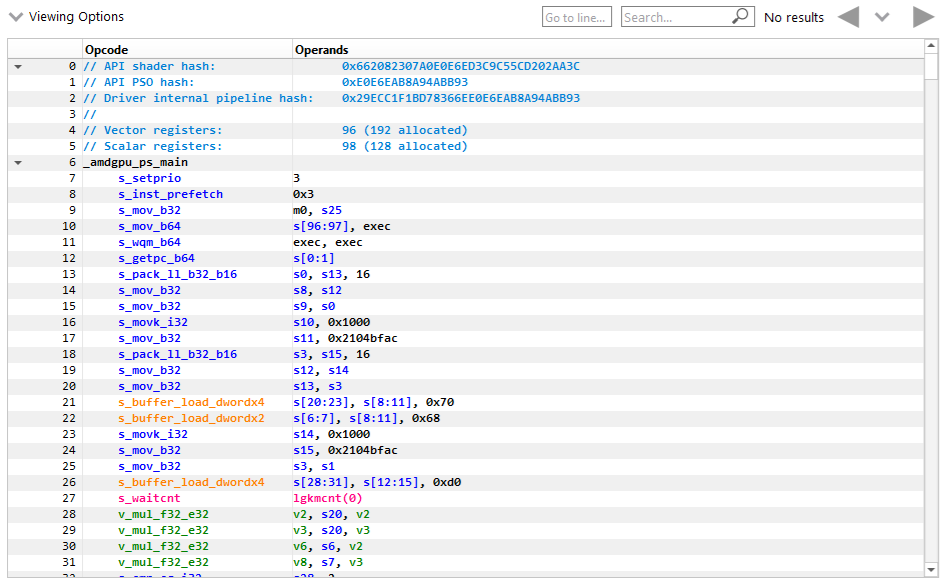 Viewing Options Go to line... Search... No results
Opcode Operands
0 // API shader hash: 0x662082307A0E0E6ED3C9C55CD202AA3C
1 // API PSO hash: 0xE0E6EAB8A94ABB93
2 // Driver internal pipeline hash: 0x29ECC1F1BD78366EE0E6EAB8A94ABB93
3 //
4 // Vector registers: 96 (192 allocated)
5 // Scalar registers: 98 (128 allocated)
6 _amdgpu_ps_main
7 s_setprio 3
8 s_inst_prefetch 0x3
9 s_mov_b32 m0, s25
10 s_mov_b64 s[96:97], exec
11 s_wqm_b64 exec, exec
12 s_getpc_b64 s[0:1]
13 s_pack_ll_b32_b16 s0, s13, 16
14 s_mov_b32 s8, s12
15 s_mov_b32 s9, s0
16 s_movk_i32 s10, 0x1000
17 s_mov_b32 s11, 0x2104bfac
18 s_pack_ll_b32_b16 s3, s15, 16
19 s_mov_b32 s12, s14
20 s_mov_b32 s13, s3
21 s_buffer_load_dwordx4 s[20:23], s[8:11], 0x70
22 s_buffer_load_dwordx2 s[6:7], s[8:11], 0x68
23 s_movk_i32 s14, 0x1000
24 s_mov_b32 s15, 0x2104bfac
25 s_mov_b32 s3, s1
26 s_buffer_load_dwordx4 s[28:31], s[12:15], 0xd0
27 s_waitcnt lgkmcnt(0)
28 v_mul_f32_e32 v2, s20, v2
29 v_mul_f32_e32 v3, s20, v3
30 v_mul_f32_e32 v6, s6, v2
31 v_mul_f32_e32 v8, s7, v3